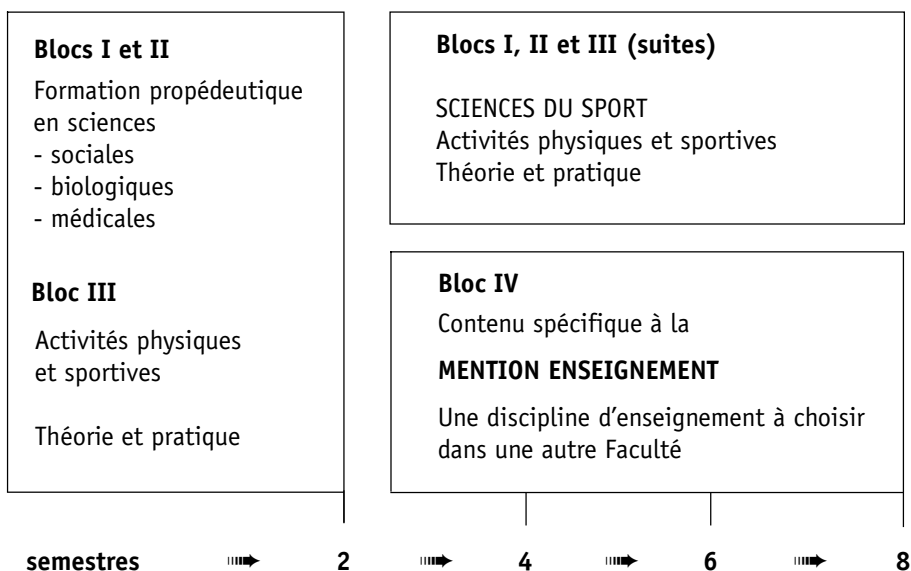 Blocs I et II
Formation propédeutique
en sciences
- sociales
- biologiques
- médicales
Bloc III
Activités physiques
et sportives
Théorie et pratique
Blocs I, II et III (suites)
SCIENCES DU SPORT
Activités physiques et sportives
Théorie et pratique
Bloc IV
Contenu spécifique à la
MENTION ENSEIGNEMENT
Une discipline d'enseignement à choisir
dans une autre Faculté
semestres 2 4 6 8